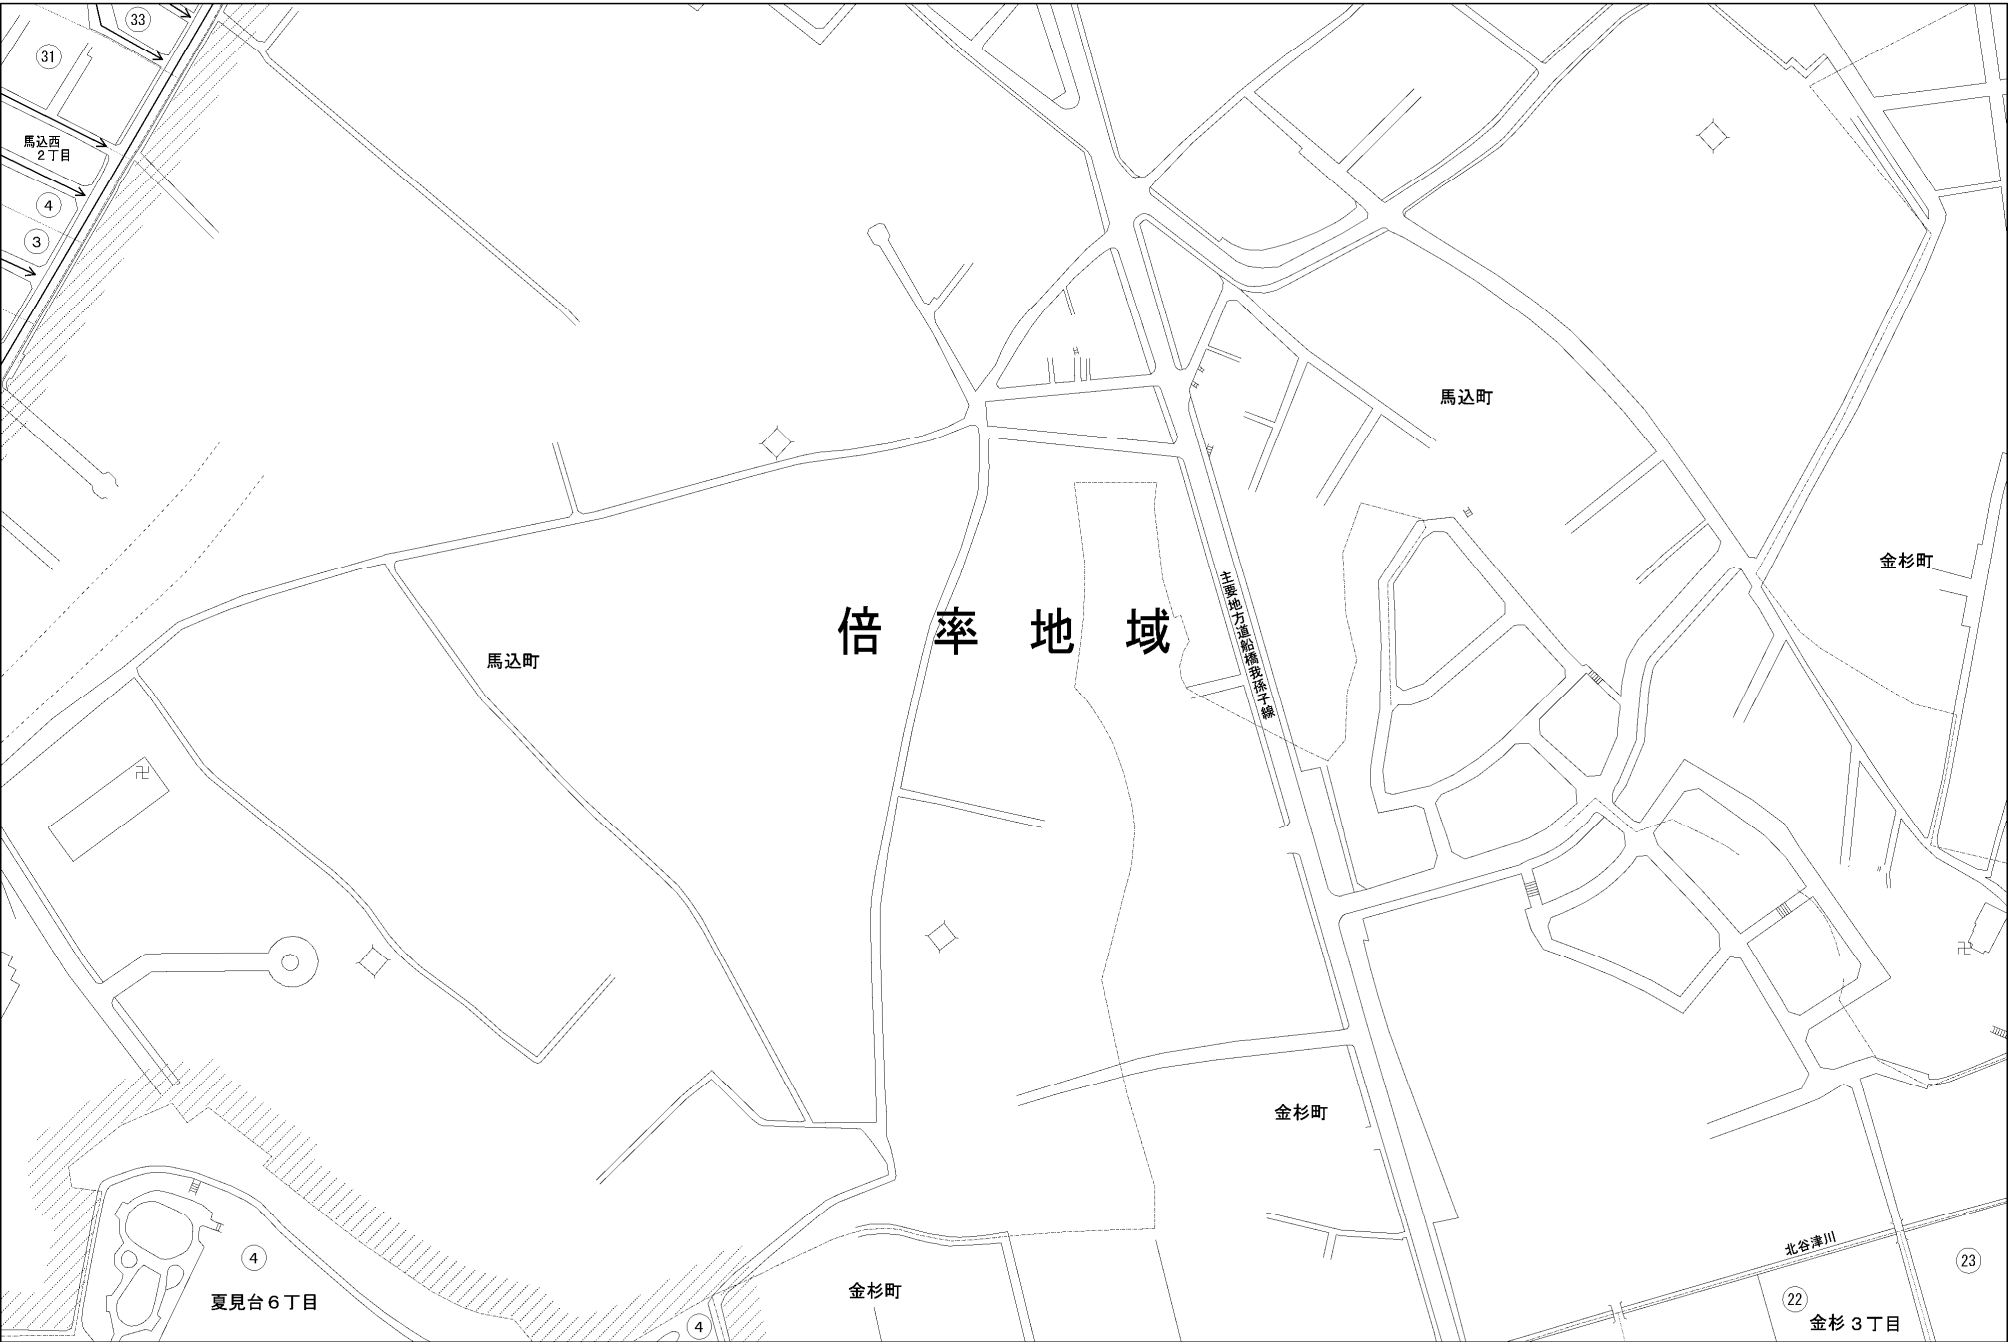 33
31
馬込西
2丁目
4
3
馬込町
金杉町
倍率地域
主要地方道船橋我孫子線
馬込町
金杉町
北谷津川
4
夏見台6丁目
金杉町
4
23
22
金杉3丁目